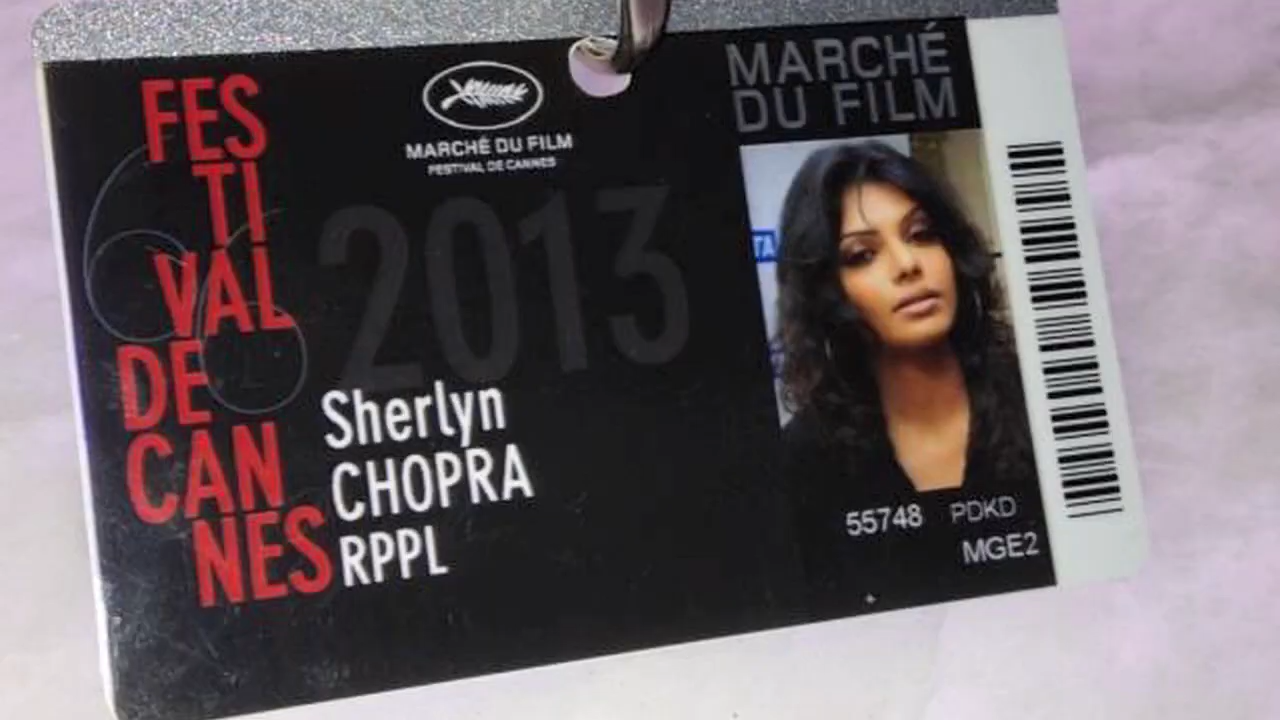 FES
TI
VAL
DE
CAN
NES
MARCHÉ DU FILM
FESTIVAL DE CANNES
2013
Sherlyn
CHOPRA
RPPL
MARCHÉ
DU FILM
TA
55748 PDKD
MGE2